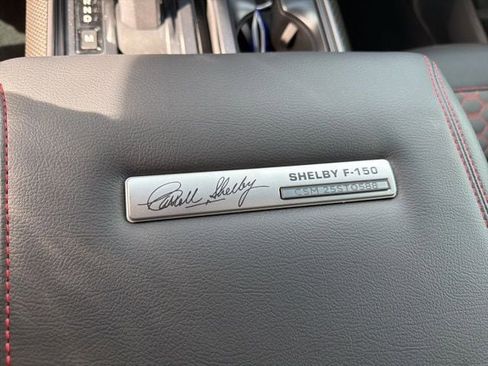 N
M
Carroll Shelby
SHELBY F-150
CSM 25ST0588